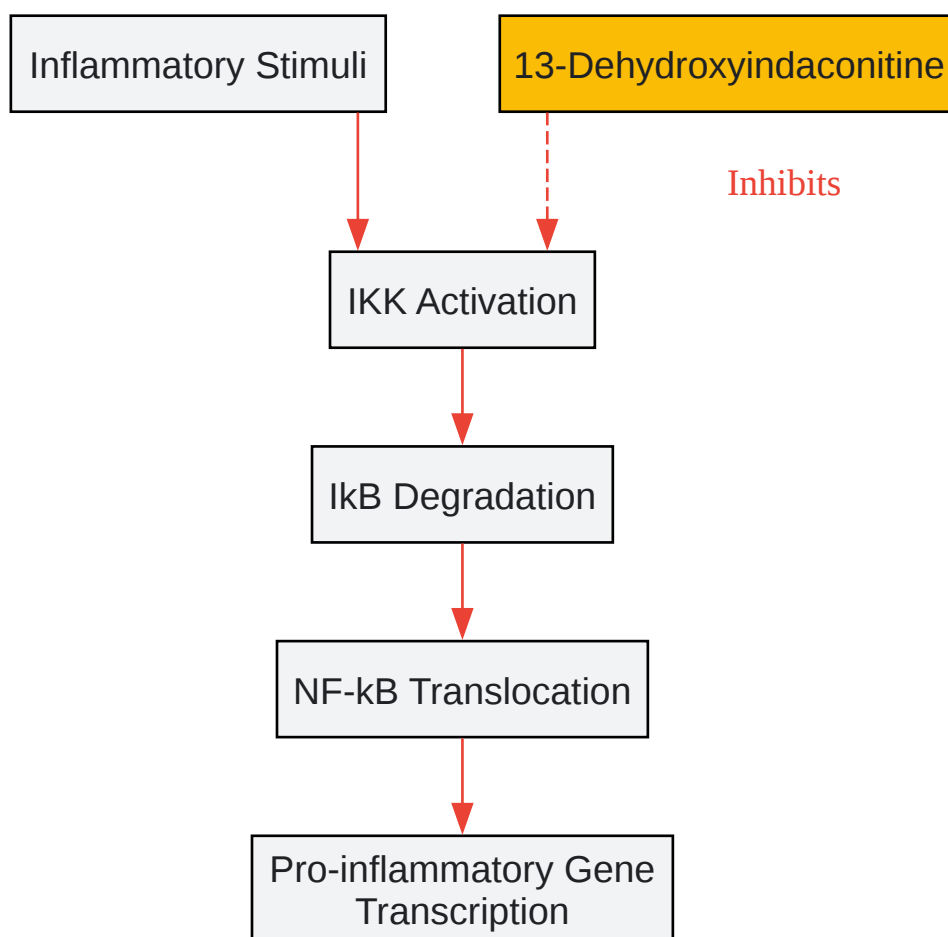 Inflammatory Stimuli
13-Dehydroxyindaconitine
Inhibits
IKK Activation
IkB Degradation
NF-kB Translocation
Pro-inflammatory Gene
Transcription